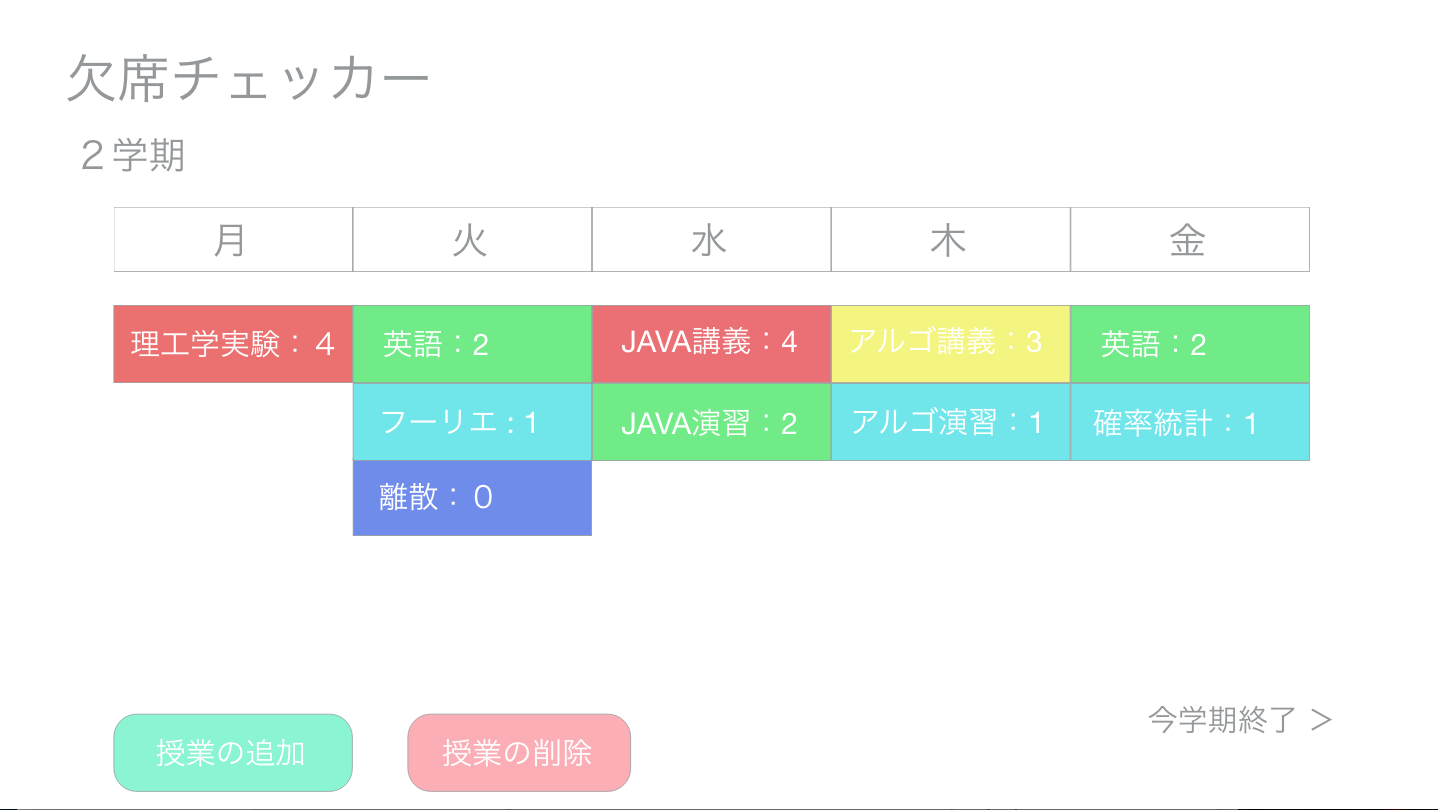 欠席チェッカー
２学期
月 火 水 木 金
理工学実験：４ 英語：2 JAVA講義：4 アルゴ講義：3 英語：2
フーリエ：1 JAVA演習：2 アルゴ演習：1 確率統計：1
離散：０
今学期終了 ＞
授業の追加 授業の削除